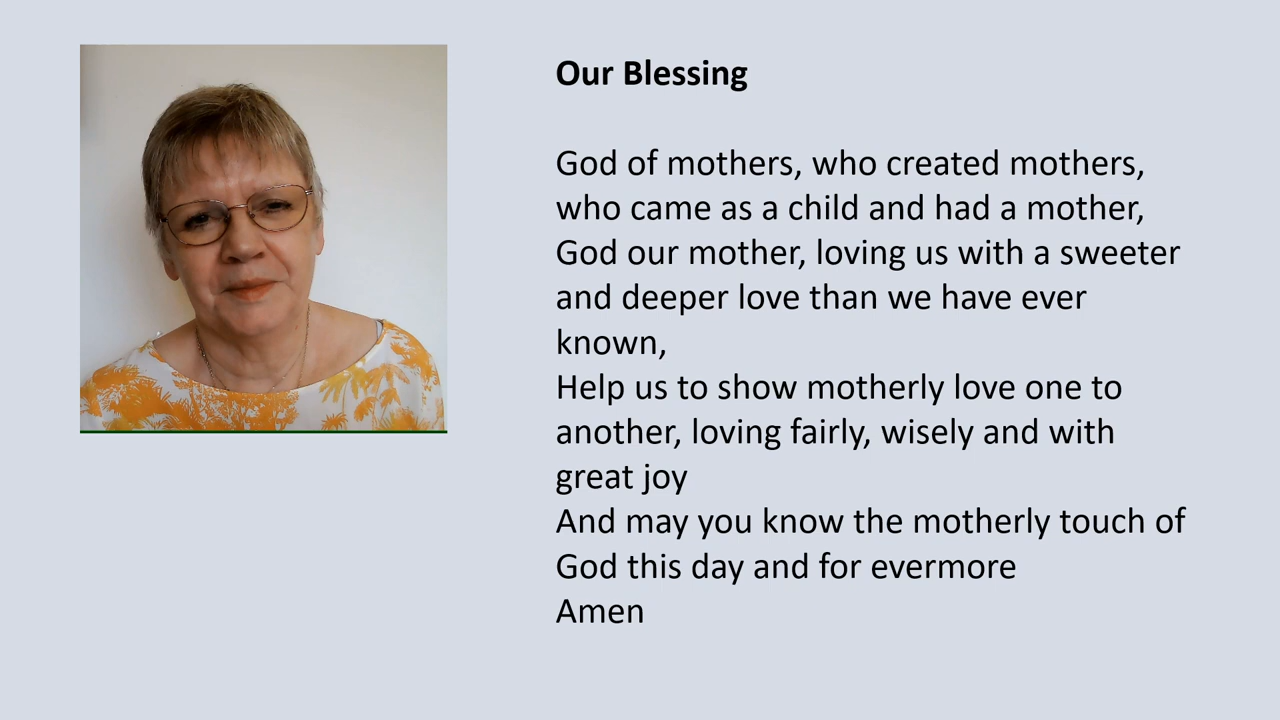 Our Blessing
God of mothers, who created mothers,
who came as a child and had a mother,
God our mother, loving us with a sweeter
and deeper love than we have ever
known,
Help us to show motherly love one to
another, loving fairly, wisely and with
great joy
And may you know the motherly touch of
God this day and for evermore
Amen